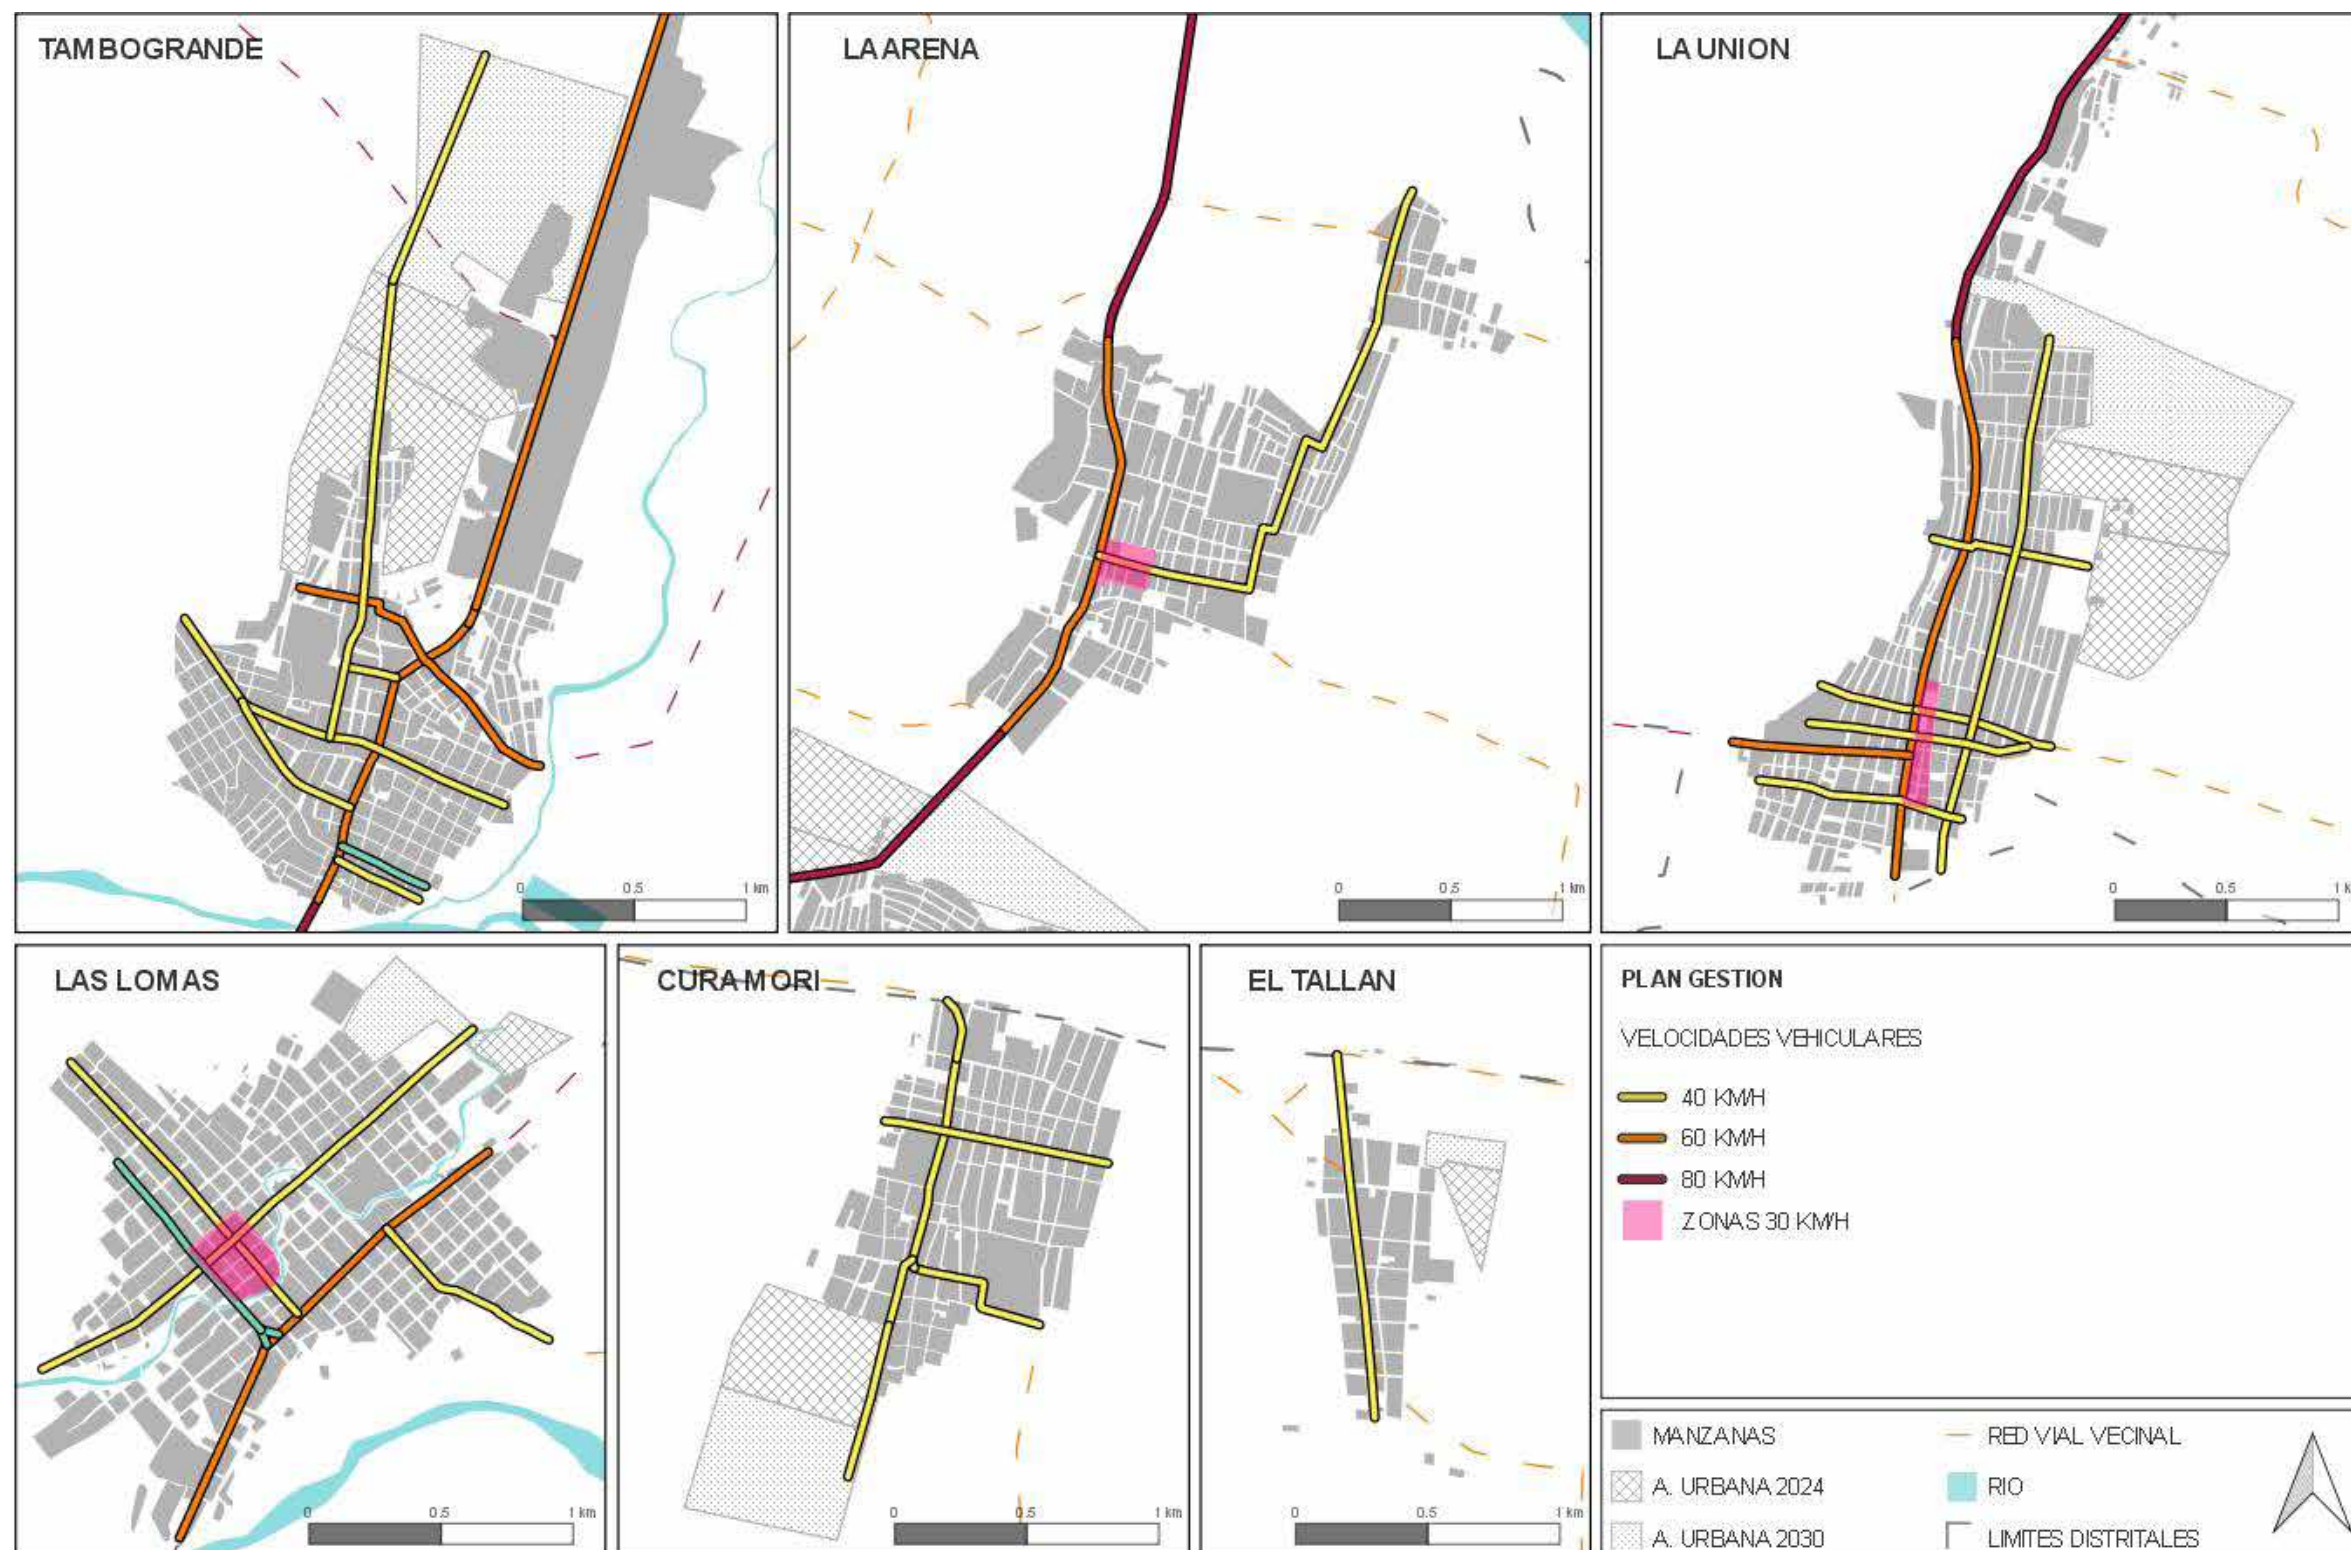 TAMBOGRANDE
0 0.5 1 km
LA ARENA
0 0.5 1 km
LA UNION
0 0.5 1 k
LAS LOMAS
0 0.5 1 km
CURA MORI
0 0.5 1 km
EL TALLAN
0 0.5 1 km
PLAN GESTION
VELOCIDADES VEHICULARES
40 KM/H
60 KM/H
80 KM/H
ZONAS 30 KM/H
MANZANAS
A. URBANA 2024
A. URBANA 2030
RED VIAL VECINAL
RIO
LIMITES DISTRITALES